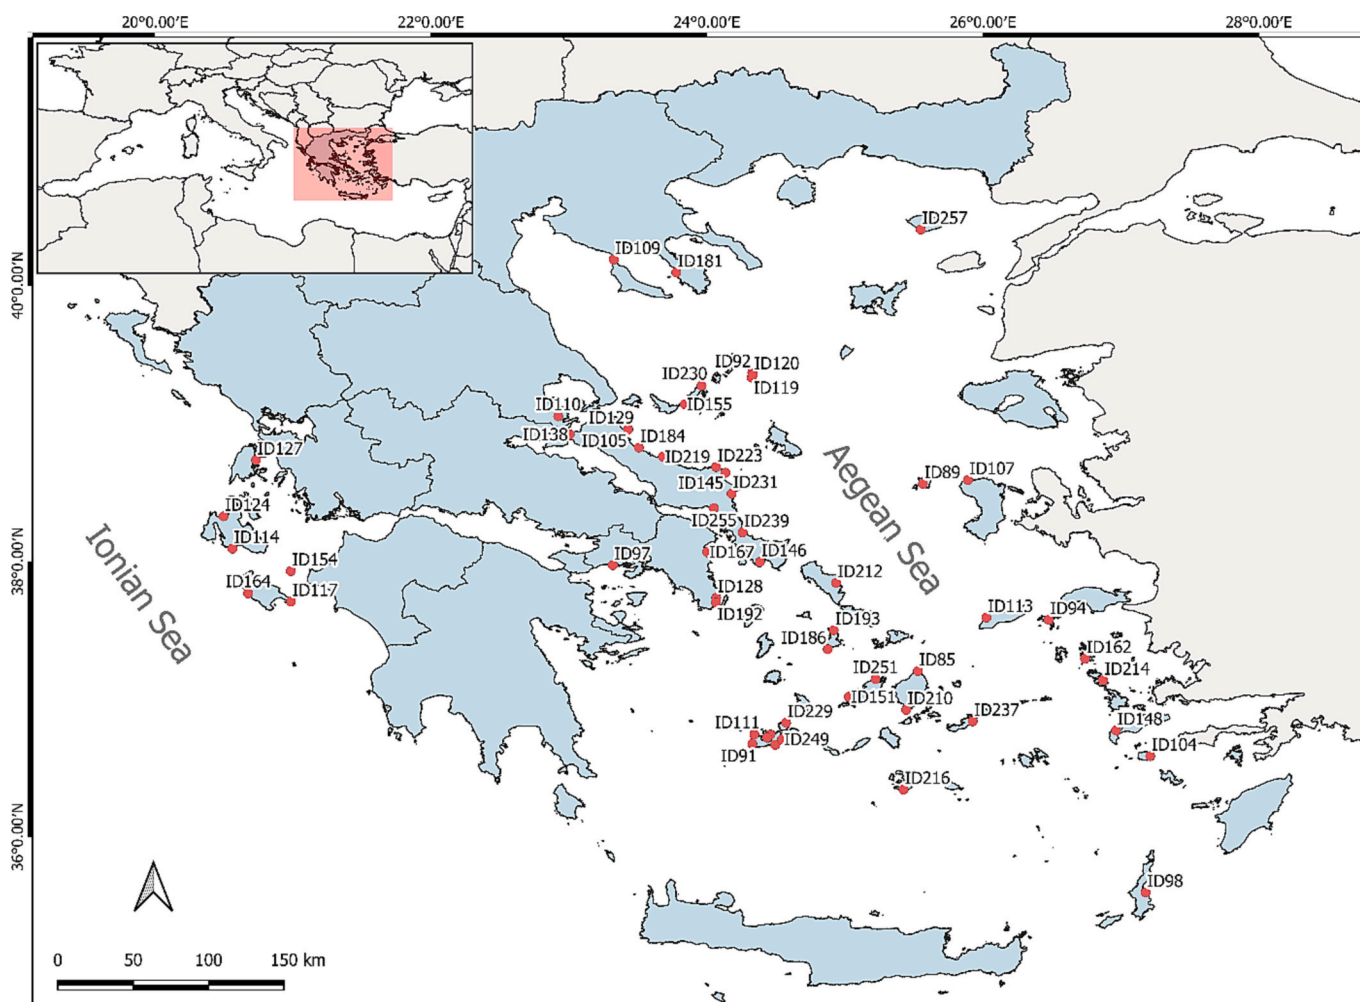 20°0.00'E 22°0.00'E 24°0.00'E 26°0.00'E 28°0.00'E
ID257
ID109
ID181
40°0.00'N
ID92 ID120
ID230 ID119
ID155
ID110 ID129
ID138 ID105 ID184
ID219 ID223
ID127
ID145 ID231
ID89 ID107
Aegean Sea
ID124
ID255 ID239
ID114
Ionian Sea
ID97 ID167 ID146
38°0.00'N
ID154
ID164 ID117
ID212
ID128
ID192
ID113 ID94
ID193
ID186
ID162
ID251 ID85
ID214
ID151 ID210
ID229 ID237
ID111 ID249
ID91
ID148
ID104
ID216
36°0.00'N
ID98
0 50 100 150 km